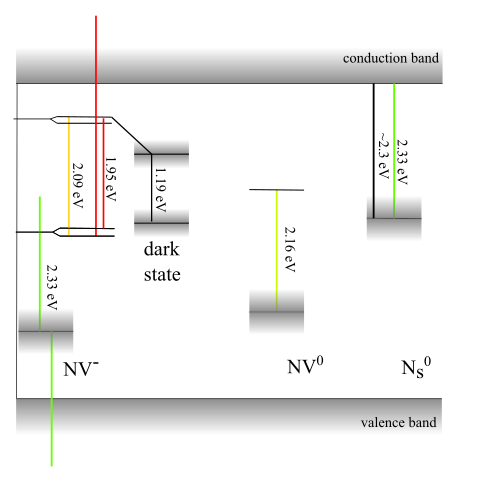 conduction band
2.09 eV
1.95 eV
1.19 eV
~2.3 eV
2.33 eV
dark
state
2.33 eV
2.16 eV
NV⁻
NV⁰
Nₛ⁰
valence band